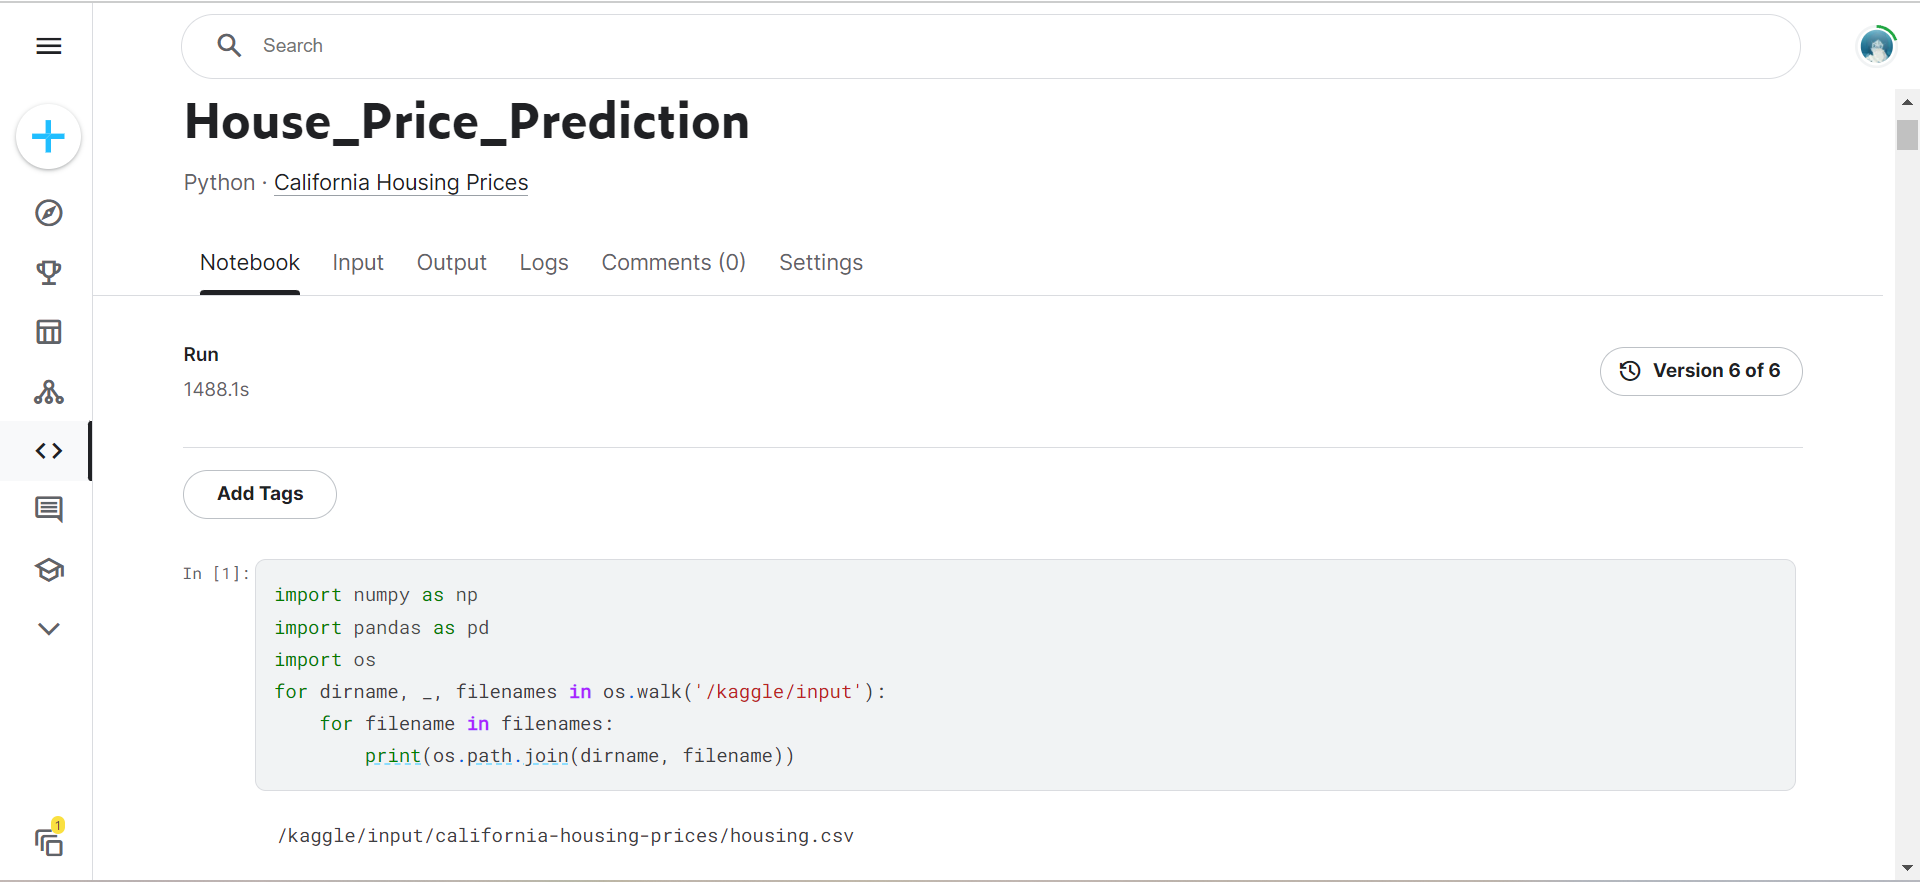 Search
House_Price_Prediction
Python · California Housing Prices
Notebook Input Output Logs Comments (0) Settings
Run
1488.1s
Version 6 of 6
Add Tags
In [1]:
import numpy as np
import pandas as pd
import os
for dirname, _, filenames in os.walk('/kaggle/input'):
    for filename in filenames:
        print(os.path.join(dirname, filename))
/kaggle/input/california-housing-prices/housing.csv
1